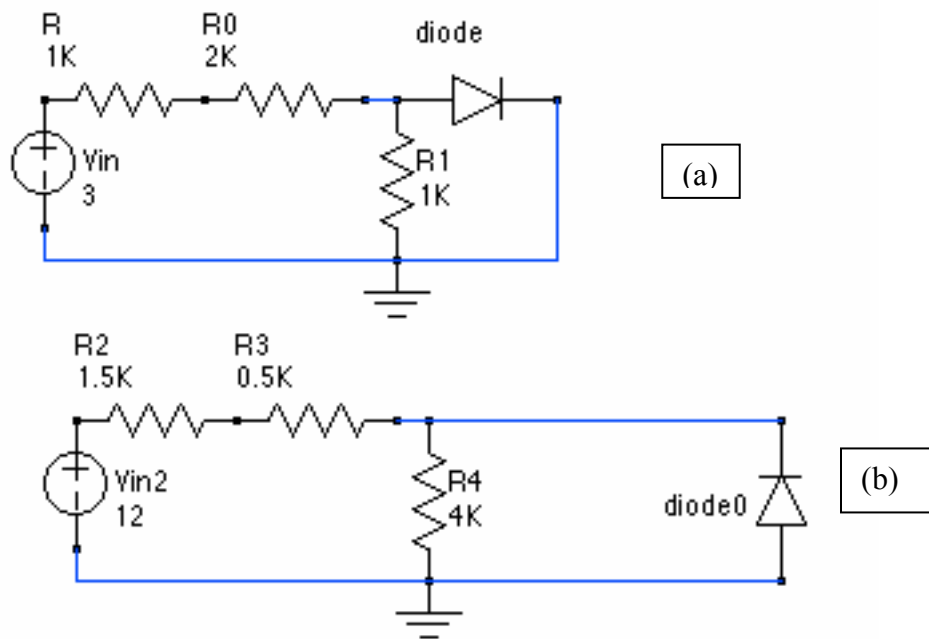 R
1K
R0
2K
diode
Vin
3
R1
1K
(a)
R2
1.5K
R3
0.5K
Vin2
12
R4
4K
diode0
(b)